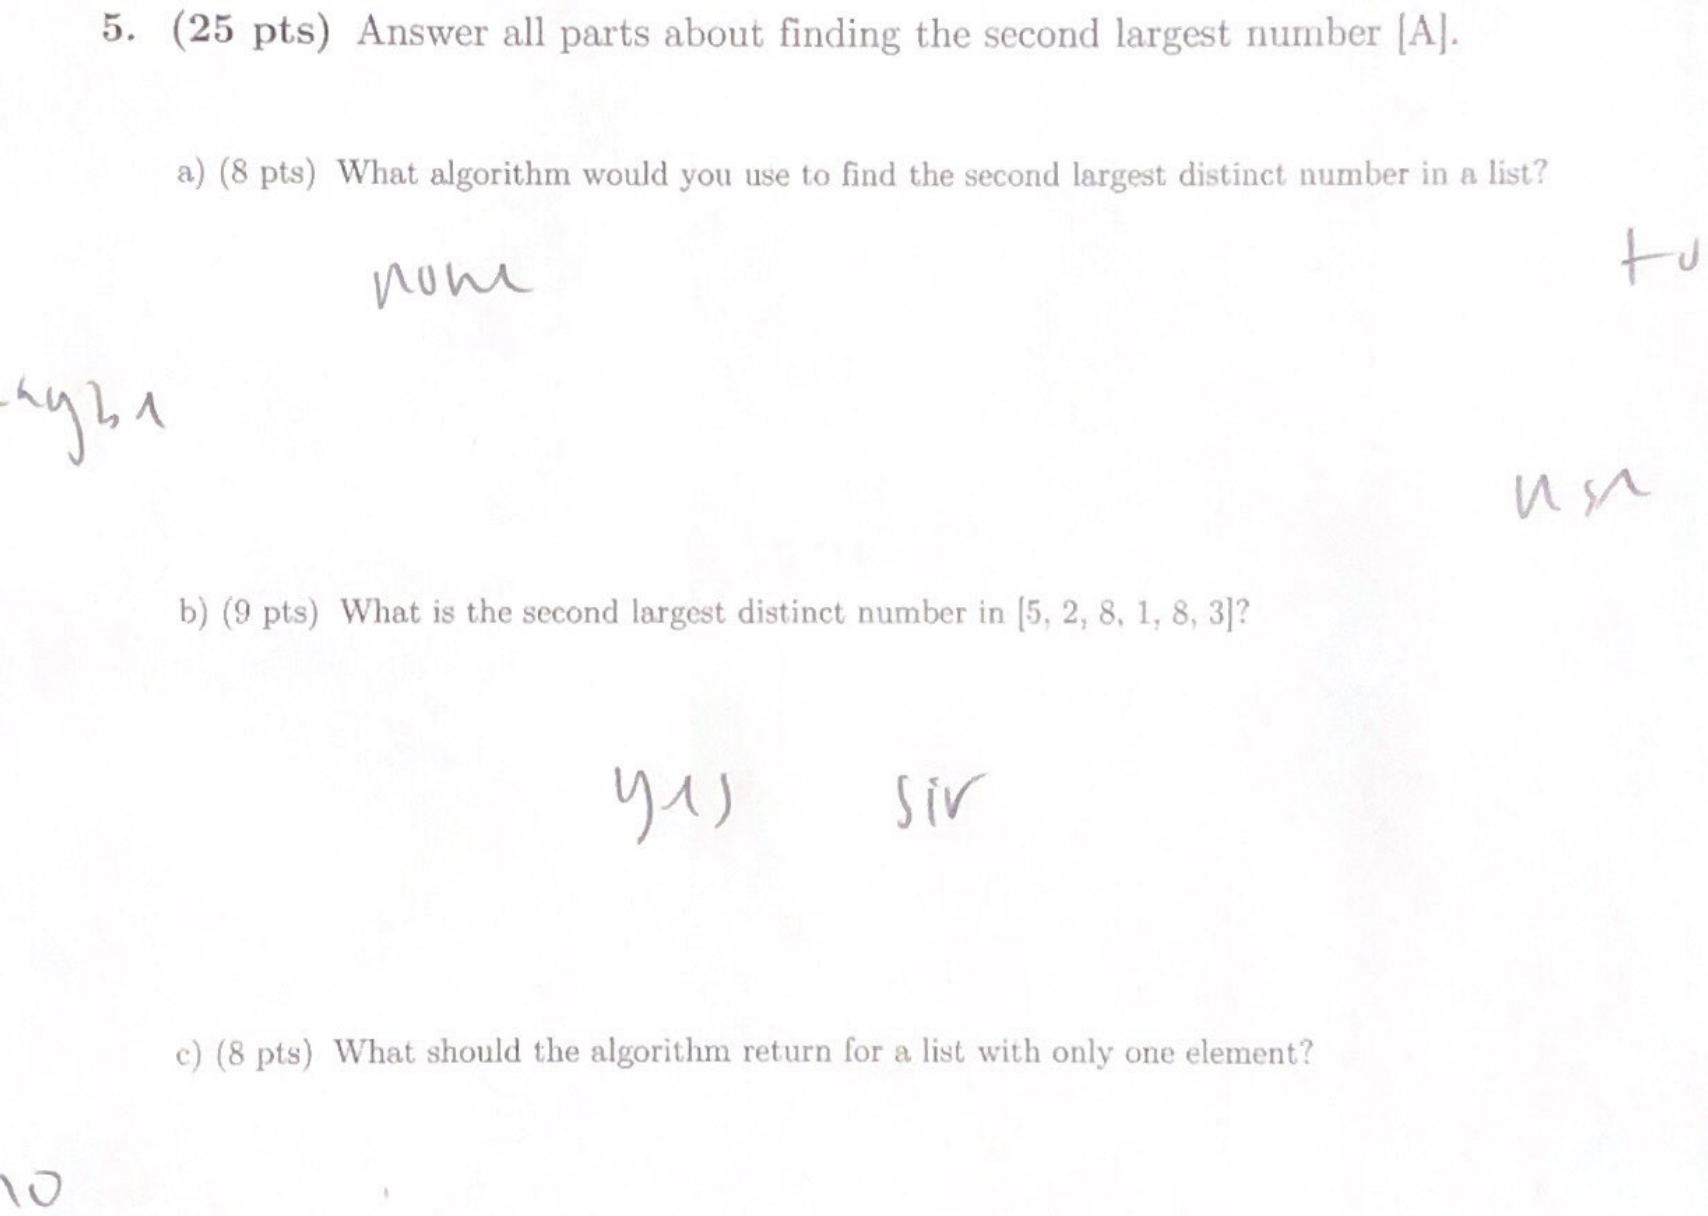 5. (25 pts) Answer all parts about finding the second largest number [A].
a) (8 pts) What algorithm would you use to find the second largest distinct number in a list?
none
b) (9 pts) What is the second largest distinct number in [5, 2, 8, 1, 8, 3]?
yes sir
c) (8 pts) What should the algorithm return for a list with only one element?